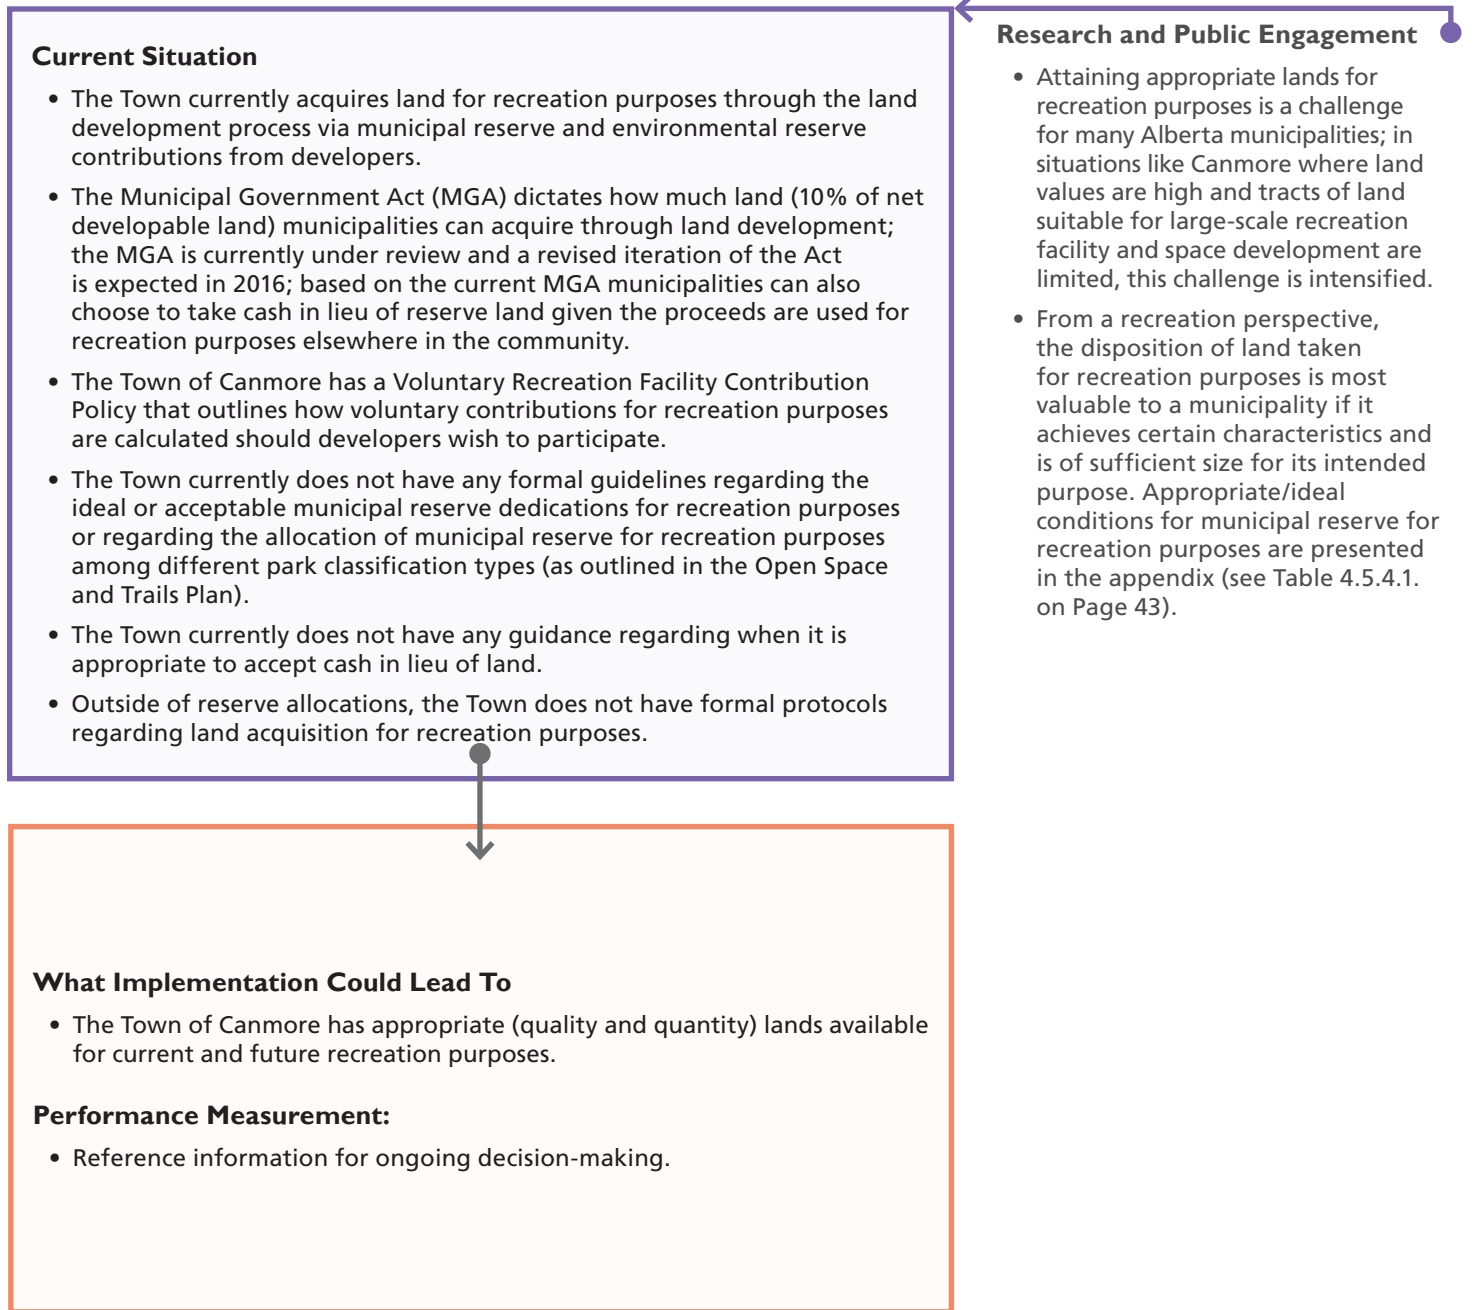 Current Situation
• The Town currently acquires land for recreation purposes through the land
development process via municipal reserve and environmental reserve
contributions from developers.
• The Municipal Government Act (MGA) dictates how much land (10% of net
developable land) municipalities can acquire through land development;
the MGA is currently under review and a revised iteration of the Act
is expected in 2016; based on the current MGA municipalities can also
choose to take cash in lieu of reserve land given the proceeds are used for
recreation purposes elsewhere in the community.
• The Town of Canmore has a Voluntary Recreation Facility Contribution
Policy that outlines how voluntary contributions for recreation purposes
are calculated should developers wish to participate.
• The Town currently does not have any formal guidelines regarding the
ideal or acceptable municipal reserve dedications for recreation purposes
or regarding the allocation of municipal reserve for recreation purposes
among different park classification types (as outlined in the Open Space
and Trails Plan).
• The Town currently does not have any guidance regarding when it is
appropriate to accept cash in lieu of land.
• Outside of reserve allocations, the Town does not have formal protocols
regarding land acquisition for recreation purposes.
Research and Public Engagement
• Attaining appropriate lands for
recreation purposes is a challenge
for many Alberta municipalities; in
situations like Canmore where land
values are high and tracts of land
suitable for large-scale recreation
facility and space development are
limited, this challenge is intensified.
• From a recreation perspective,
the disposition of land taken
for recreation purposes is most
valuable to a municipality if it
achieves certain characteristics and
is of sufficient size for its intended
purpose. Appropriate/ideal
conditions for municipal reserve for
recreation purposes are presented
in the appendix (see Table 4.5.4.1.
on Page 43).
What Implementation Could Lead To
• The Town of Canmore has appropriate (quality and quantity) lands available
for current and future recreation purposes.
Performance Measurement:
• Reference information for ongoing decision-making.